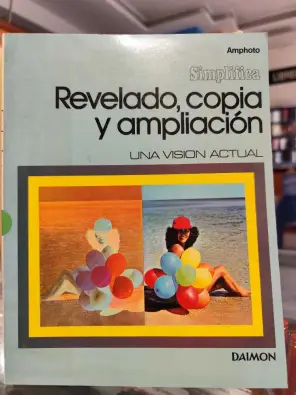 Amphoto
Simplifica
Revelado, copia
y ampliación
UNA VISION ACTUAL
DAIMON